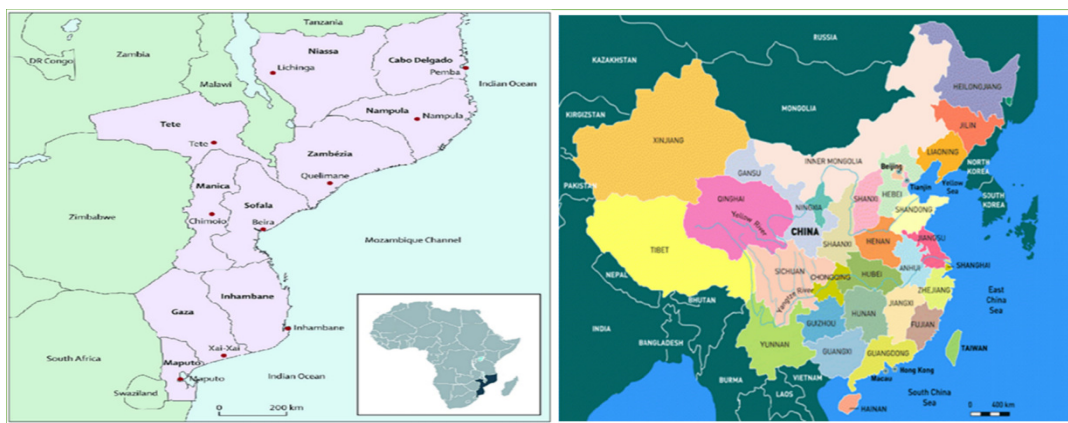 Tanzania
Zambia
DR Congo
Malawi
Niassa
Lichinga
Cabo Delgado
Pemba
Indian Ocean
Nampula
Nampula
Tete
Tete
Zambézia
Quelimane
Manica
Sofala
Chimoio
Beira
Zimbabwe
Mozambique Channel
Inhambane
Gaza
Inhambane
South Africa
Xai-Xai
Maputo
Maputo
Indian Ocean
Swaziland
0 200 km
RUSSIA
KAZAKHSTAN
HEILONGJIANG
MONGOLIA
KIRGIZSTAN
JILIN
XINJIANG
LIAONING
INNER MONGOLIA
NORTH
KOREA
GANSU
Beijing
Tianjin
Yellow
Sea
PAKISTAN
SOUTH
KOREA
QINGHAI
NINGXIA
SHANXI
HEBEI
SHANDONG
Yellow River
CHINA
TIBET
SHAANXI
HENAN
JIANGSU
SICHUAN
CHONGQING
HUBEI
ANHUI
SHANGHAI
NEPAL
Yangtze River
ZHEJIANG
BHUTAN
East
China
Sea
INDIA
GUIZHOU
HUNAN
JIANGXI
FUJIAN
BANGLADESH
YUNNAN
GUANGXI
GUANGDONG
TAIWAN
Hong Kong
Macau
BURMA
VIETNAM
LAOS
South China
Sea
HAINAN
0 400 km